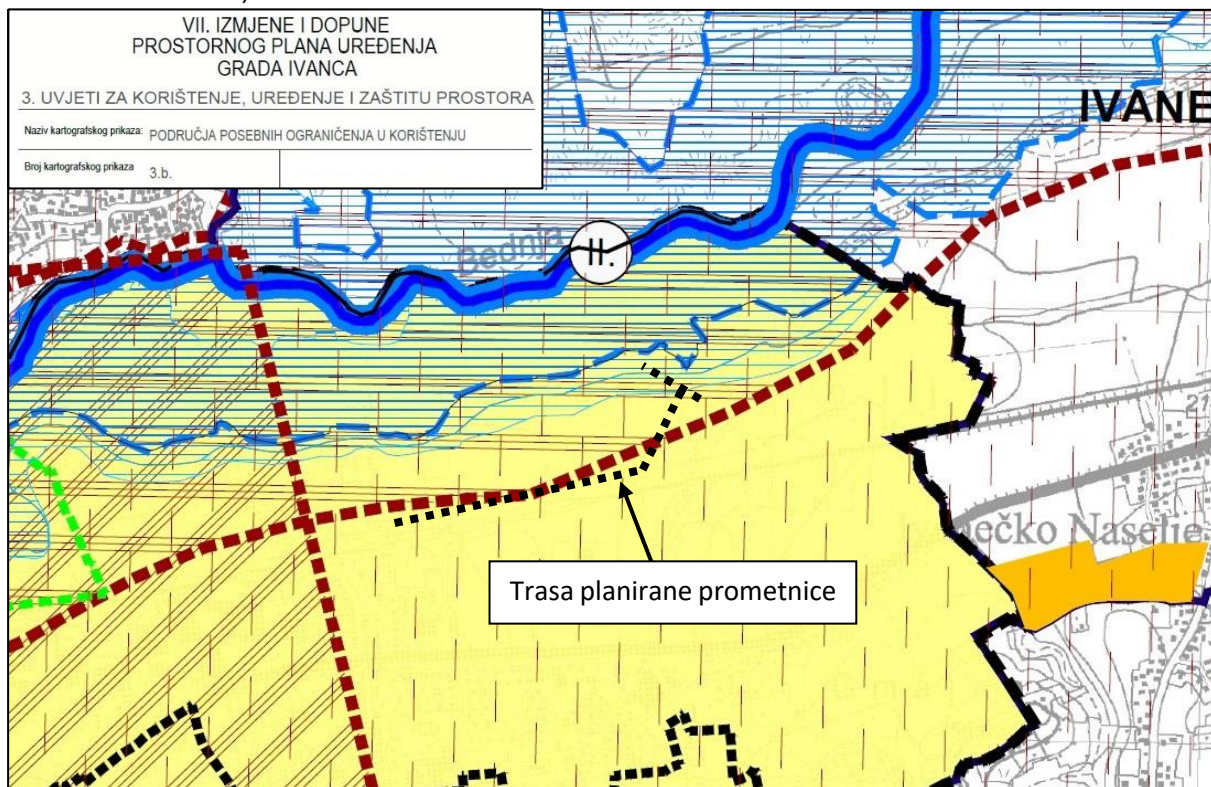 VII. IZMJENE I DOPUNE
PROSTORNOG PLANA UREĐENJA
GRADA IVANCA
3. UVJETI ZA KORIŠTENJE, UREĐENJE I ZAŠTITU PROSTORA
Naziv kartografskog prikaza: PODRUČJA POSEBNIH OGRANIČENJA U KORIŠTENJU
Broj kartografskog prikaza 3.b.
IVANE
Bednja
II.
Naselje
Trasa planirane prometnice